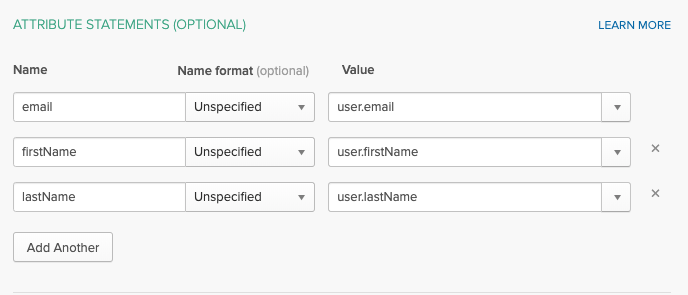 ATTRIBUTE STATEMENTS (OPTIONAL) LEARN MORE
Name Name format (optional) Value
email Unspecified user.email
firstName Unspecified user.firstName
lastName Unspecified user.lastName
Add Another